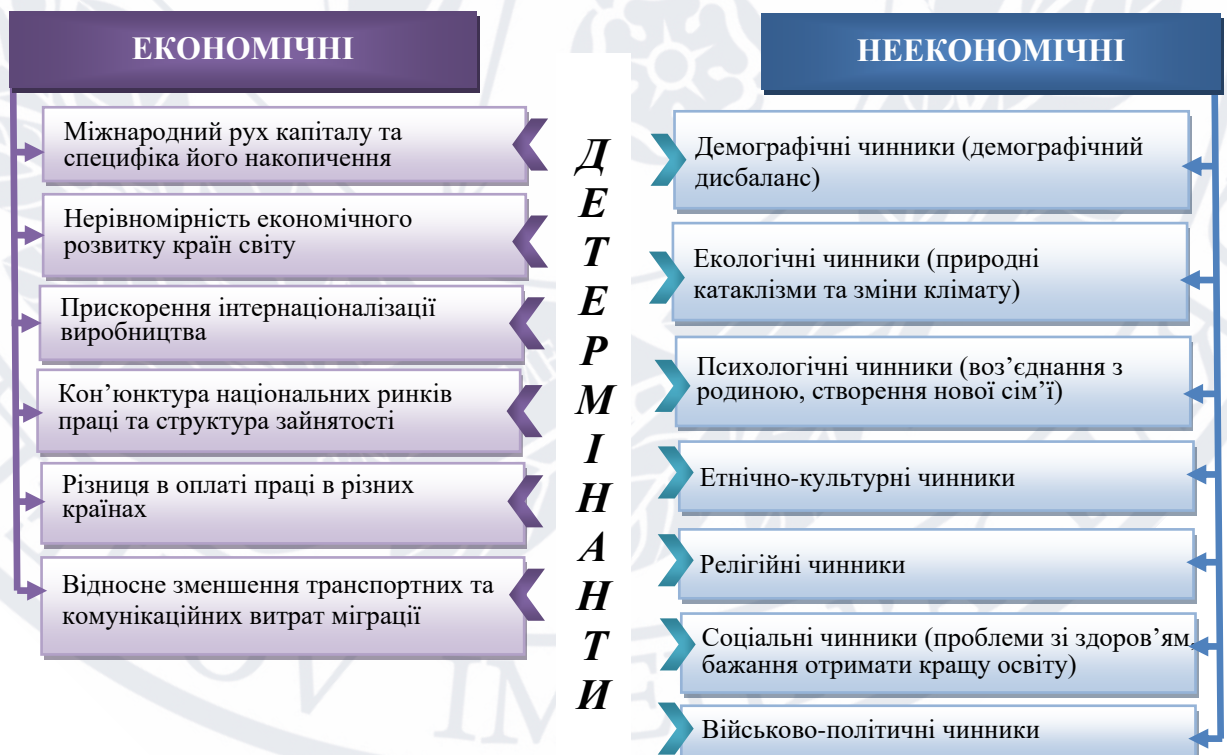 ЕКОНОМІЧНІ
Міжнародний рух капіталу та
специфіка його накопичення
Нерівномірність економічного
розвитку країн світу
Прискорення інтернаціоналізації
виробництва
Кон’юнктура національних ринків
праці та структура зайнятості
Різниця в оплаті праці в різних
країнах
Відносне зменшення транспортних та
комунікаційних витрат міграції
ДЕТЕРМІНАНТИ
НЕЕКОНОМІЧНІ
Демографічні чинники (демографічний
дисбаланс)
Екологічні чинники (природні
катаклізми та зміни клімату)
Психологічні чинники (воз’єднання з
родиною, створення нової сім’ї)
Етнічно-культурні чинники
Релігійні чинники
Соціальні чинники (проблеми зі здоров’ям,
бажання отримати кращу освіту)
Військово-політичні чинники